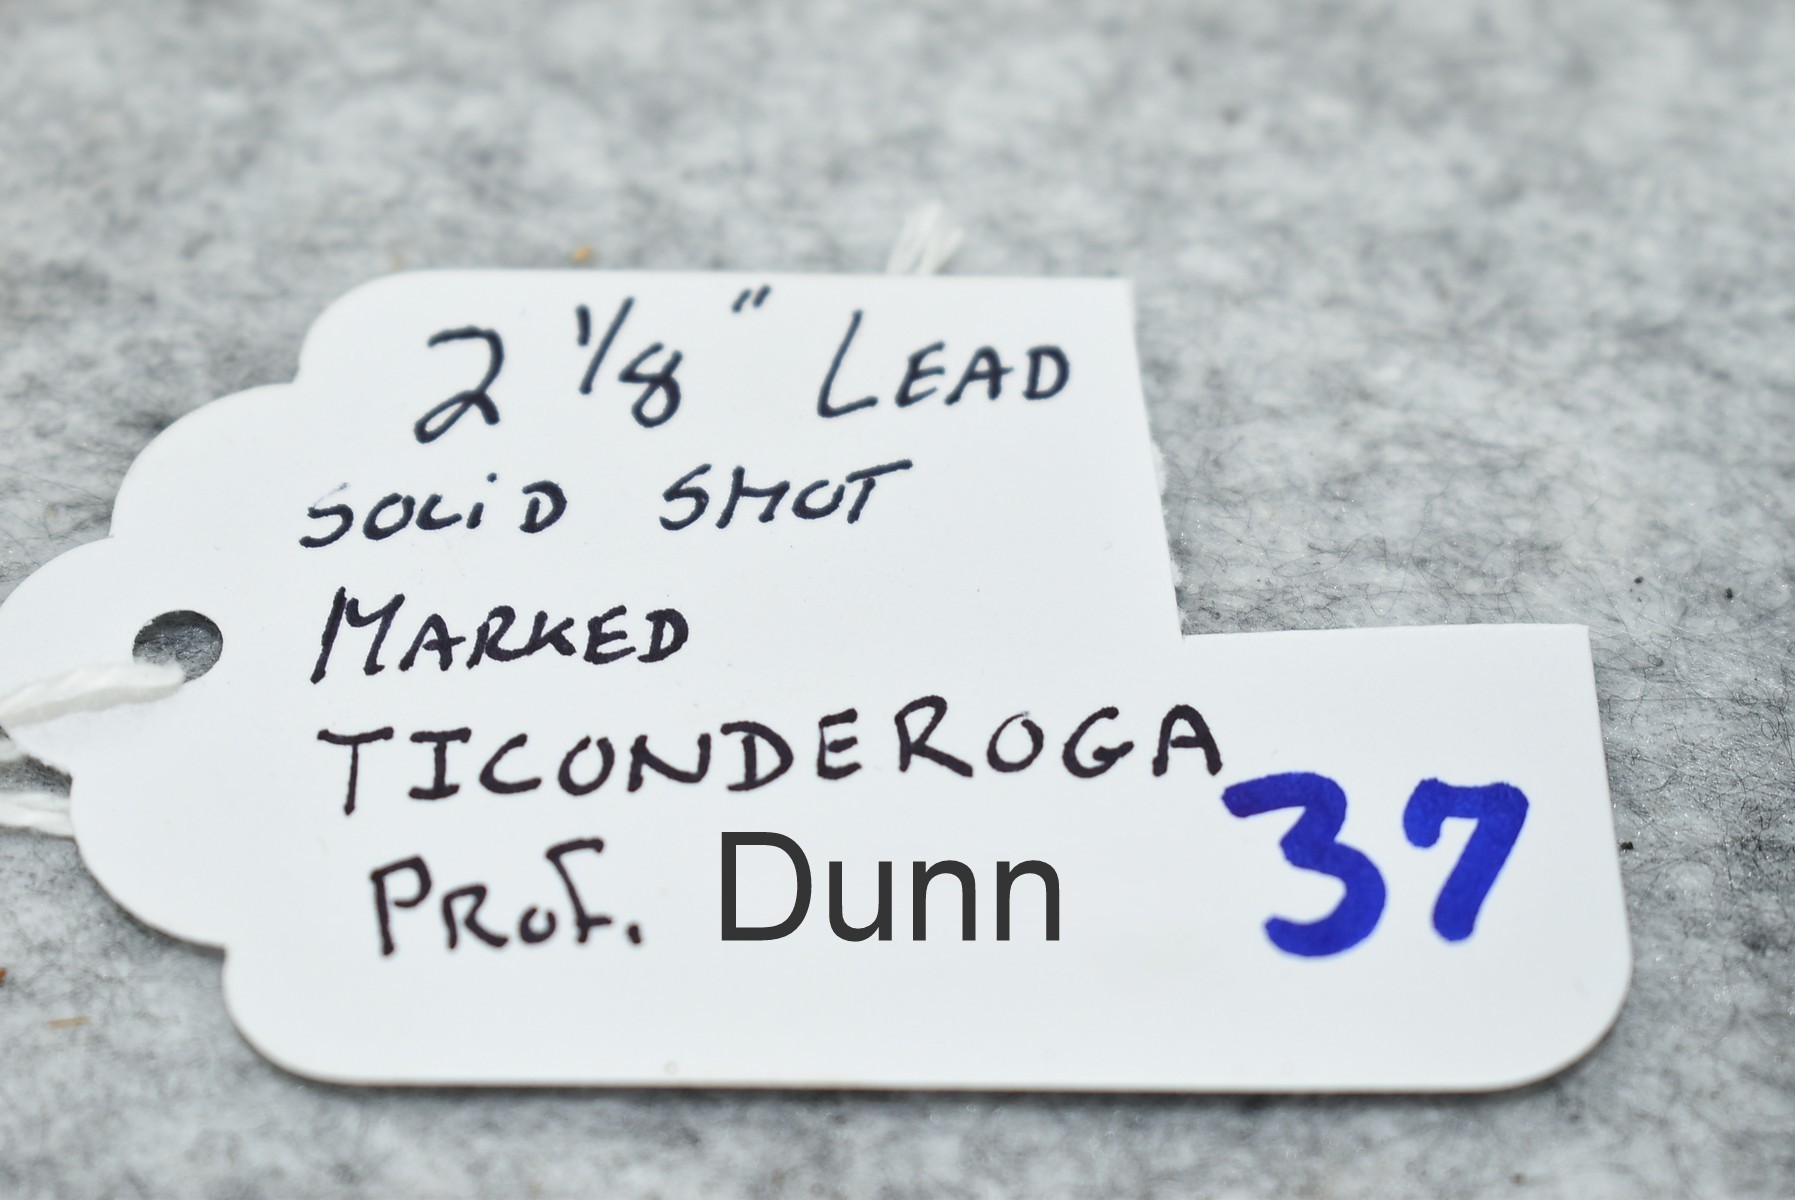 2 1/8" LEAD
SOLiD SHOT
MARKED
TICONDEROGA
PROF. Dunn
37